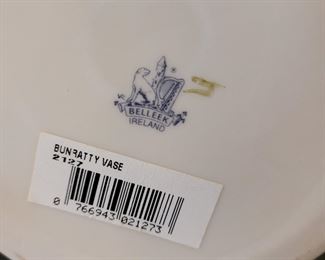 BELLEEK
IRELAND
BUNRATTY VASE
2127
0 766943 021273